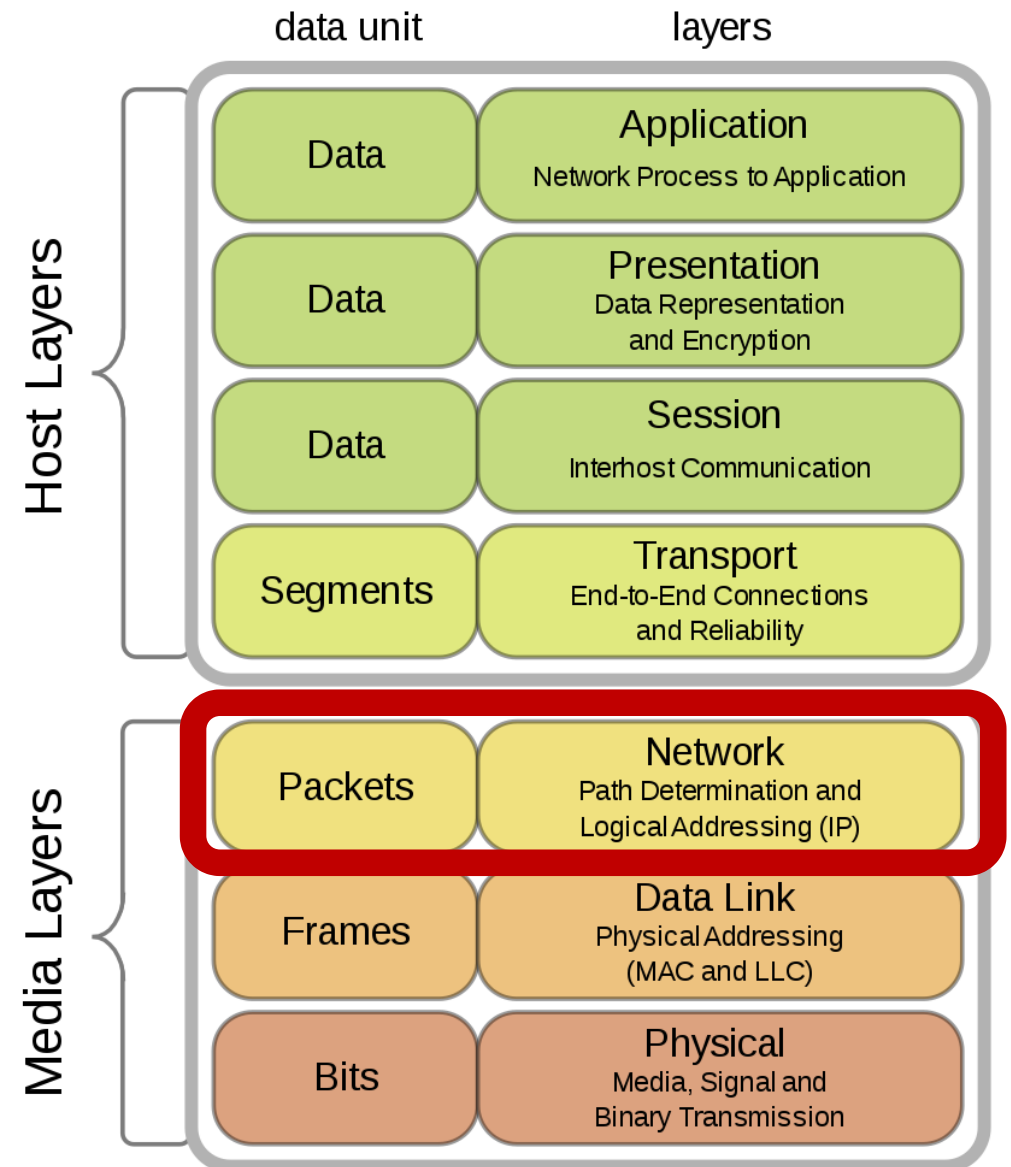 data unit layers
Host Layers
Data
Application
Network Process to Application
Data
Presentation
Data Representation
and Encryption
Data
Session
Interhost Communication
Segments
Transport
End-to-End Connections
and Reliability
Media Layers
Packets
Network
Path Determination and
Logical Addressing (IP)
Frames
Data Link
Physical Addressing
(MAC and LLC)
Bits
Physical
Media, Signal and
Binary Transmission